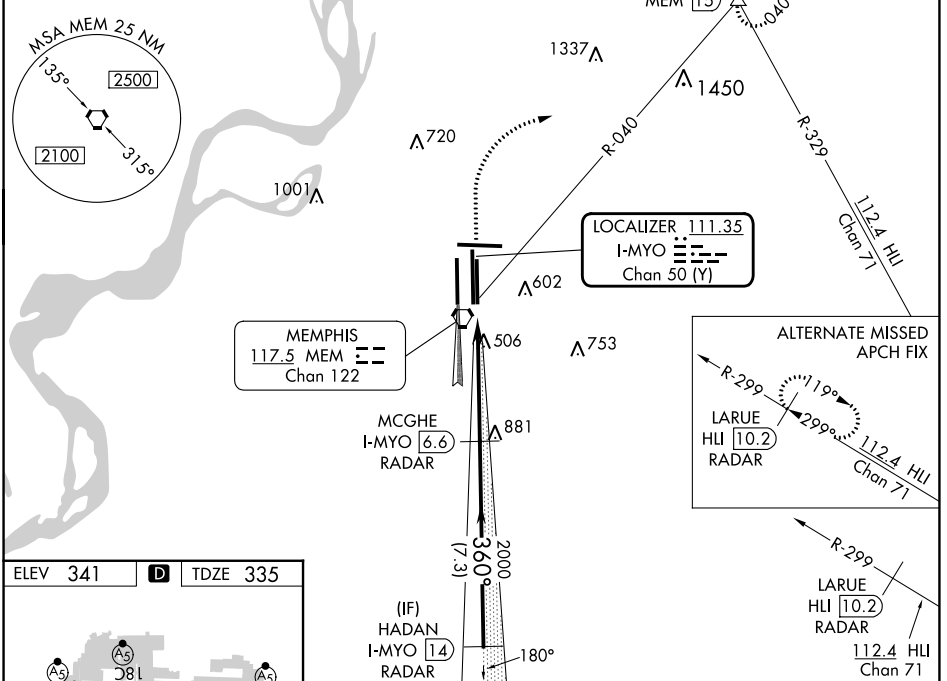 MSA MEM 25 NM
135°
2500
2100
315°
MEM 15
040
1337
1450
720
R-040
R-329
1001
112.4 HLI
Chan 71
LOCALIZER 111.35
I-MYO
Chan 50 (Y)
602
MEMPHIS
117.5 MEM
Chan 122
506
753
ALTERNATE MISSED
APCH FIX
R-299
119°
LARUE
HLI 10.2
RADAR
299°
112.4 HLI
Chan 71
MCGHE
I-MYO 6.6
RADAR
881
2000
360°
(7.3)
R-299
LARUE
HLI 10.2
RADAR
112.4 HLI
Chan 71
ELEV 341
D
TDZE 335
(IF)
HADAN
I-MYO 14
RADAR
180°
A5
A5
18C
A5